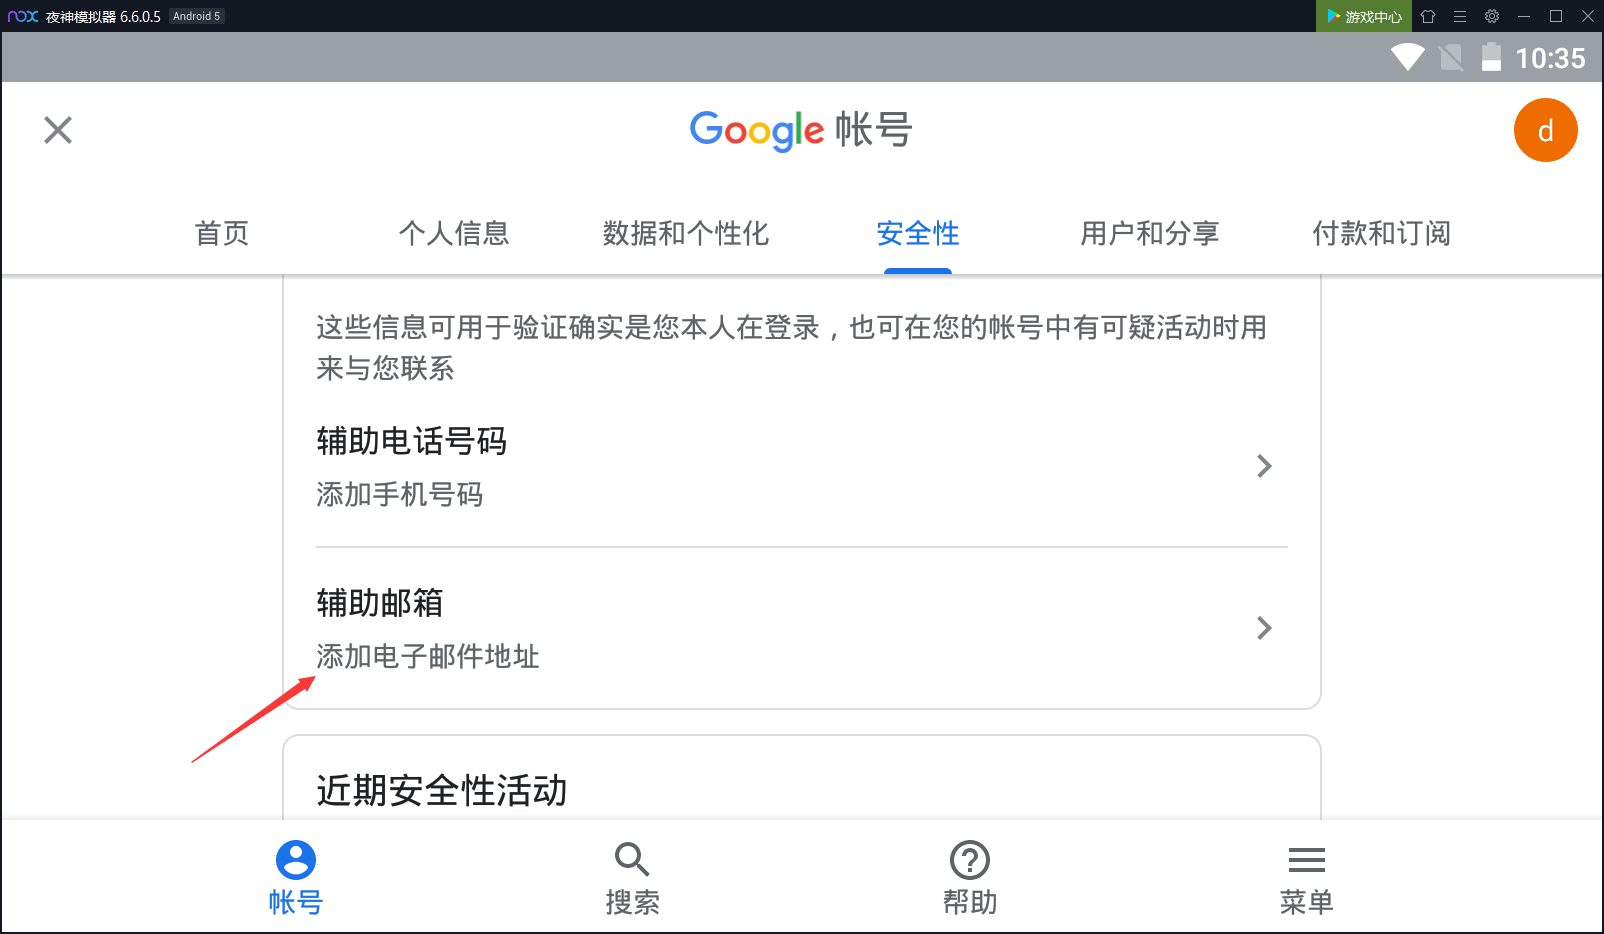 nox 夜神模拟器 6.6.0.5 Android 5 游戏中心
10:35
Google 帐号
d
首页 个人信息 数据和个性化 安全性 用户和分享 付款和订阅
这些信息可用于验证确实是您本人在登录，也可在您的帐号中有可疑活动时用
来与您联系
辅助电话号码
添加手机号码
辅助邮箱
添加电子邮件地址
近期安全性活动
帐号 搜索 帮助 菜单